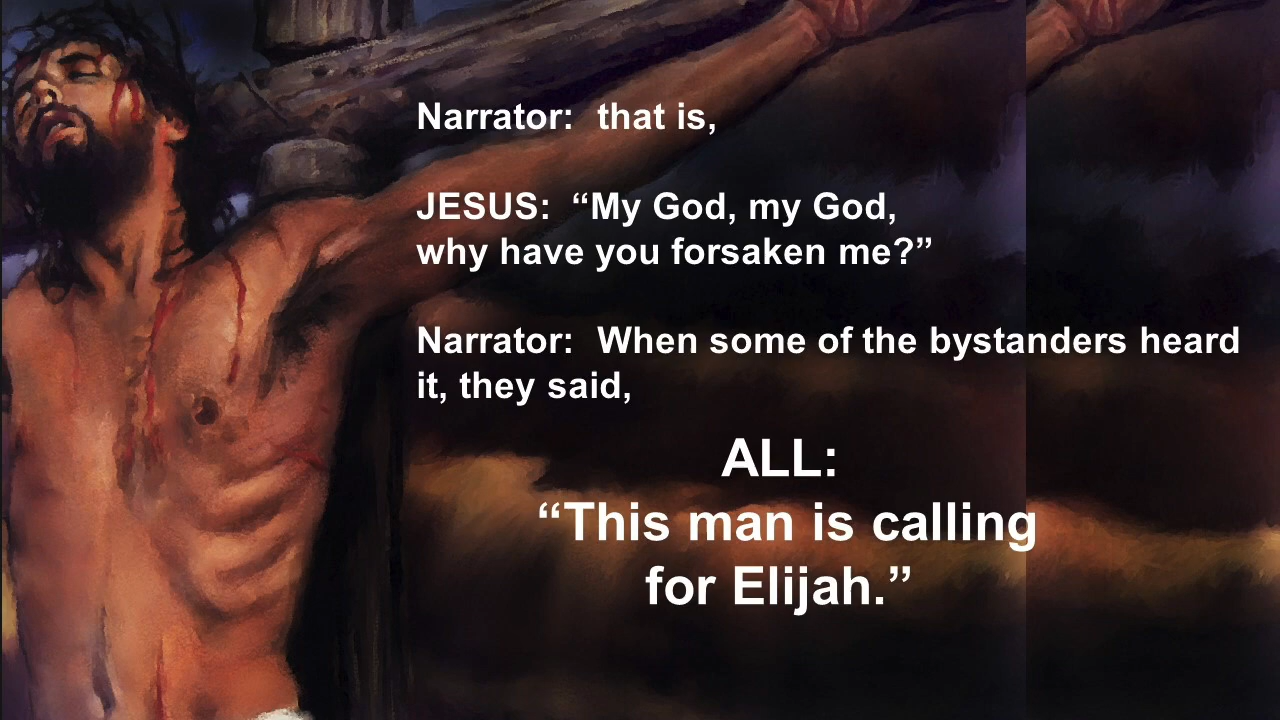 Narrator:  that is,
JESUS:  “My God, my God,
why have you forsaken me?”
Narrator:  When some of the bystanders heard
it, they said,
ALL:
“This man is calling
for Elijah.”